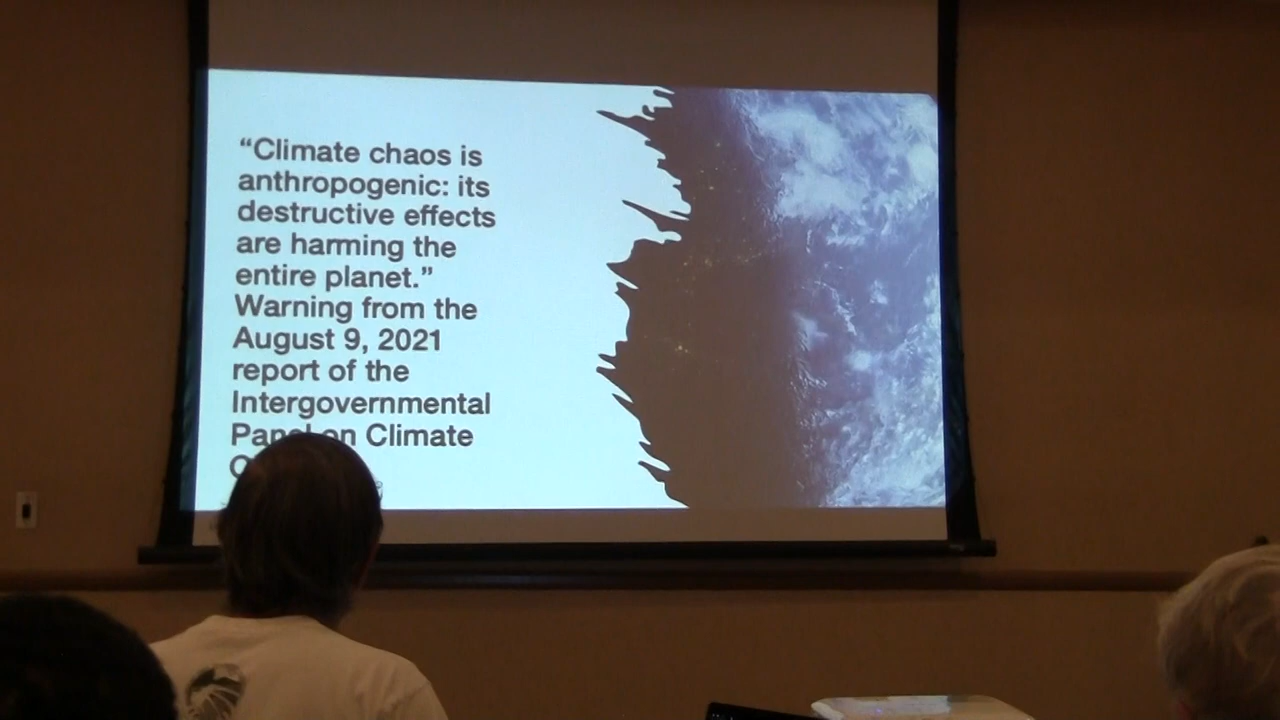 “Climate chaos is
anthropogenic: its
destructive effects
are harming the
entire planet.”
Warning from the
August 9, 2021
report of the
Intergovernmental
Panel on Climate